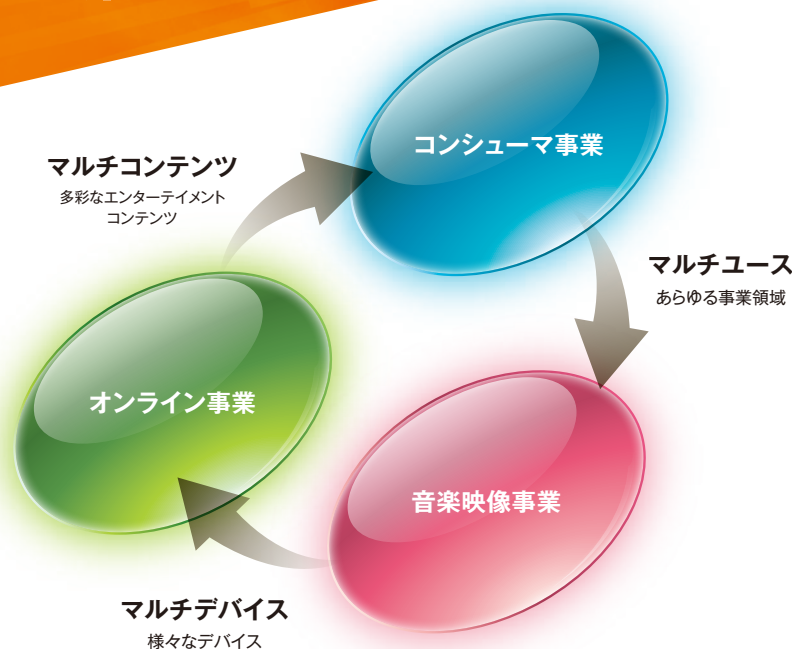 コンシューマ事業
マルチコンテンツ
多彩なエンターテイメント
コンテンツ
マルチユース
あらゆる事業領域
オンライン事業
音楽映像事業
マルチデバイス
様々なデバイス